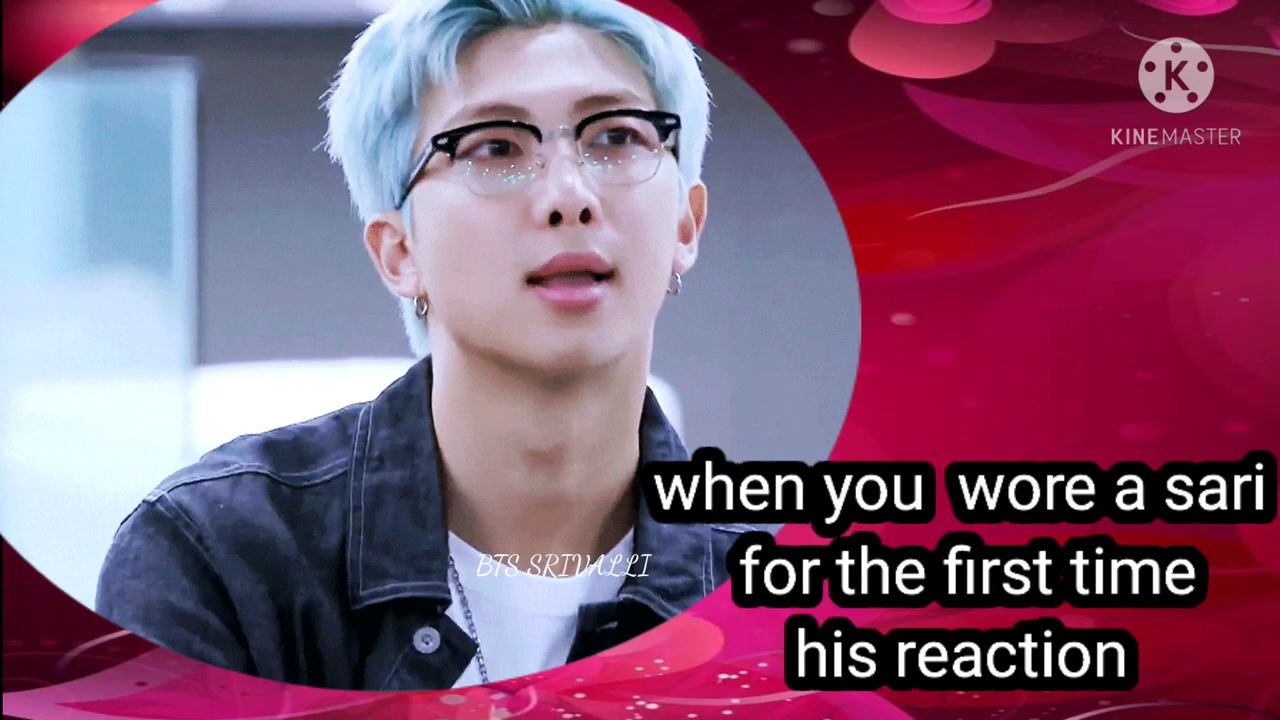 K
KINEMASTER
when you wore a sari
BTS SRIVALLI
for the first time
his reaction